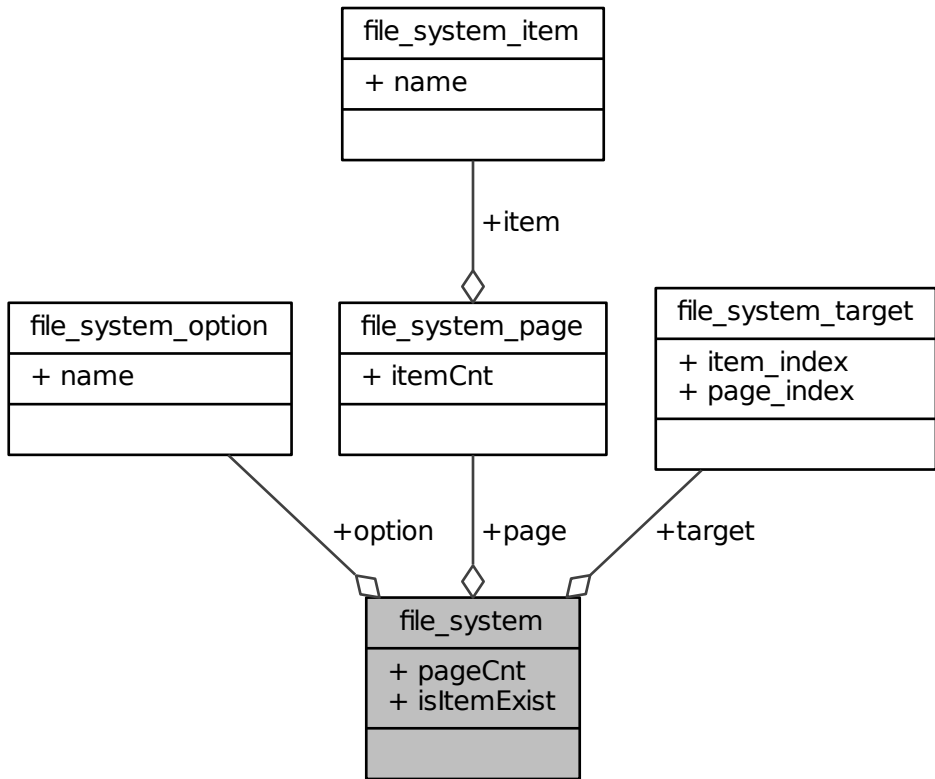 file_system_item
+ name
+item
file_system_option
+ name
file_system_page
+ itemCnt
file_system_target
+ item_index
+ page_index
+option
+page
+target
file_system
+ pageCnt
+ isItemExist